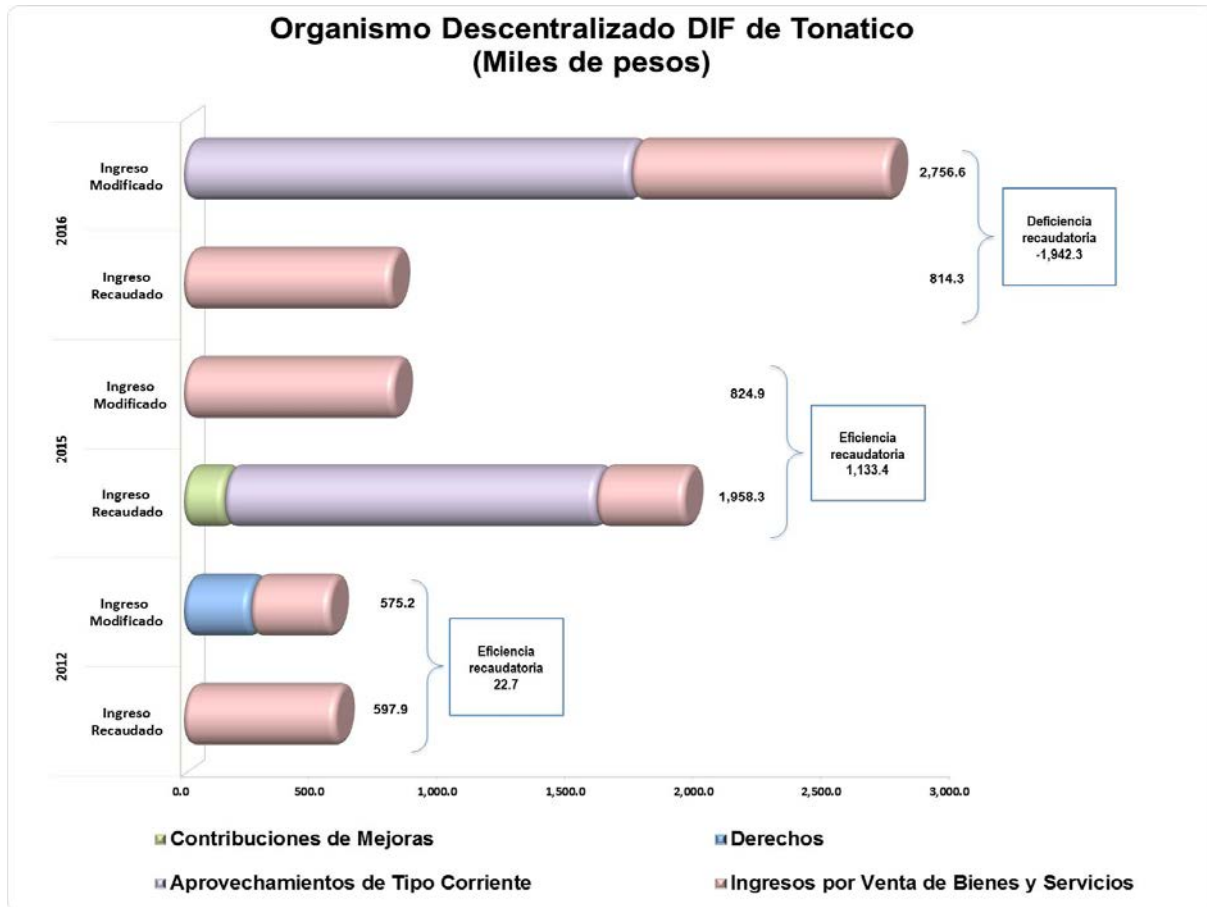 Organismo Descentralizado DIF de Tonatico
(Miles de pesos)
2016
Ingreso
Modificado
2,756.6
Deficiencia
recaudatoria
-1,942.3
Ingreso
Recaudado
814.3
2015
Ingreso
Modificado
824.9
Eficiencia
recaudatoria
1,133.4
Ingreso
Recaudado
1,958.3
2012
Ingreso
Modificado
575.2
Eficiencia
recaudatoria
22.7
Ingreso
Recaudado
597.9
0.0 500.0 1,000.0 1,500.0 2,000.0 2,500.0 3,000.0
Contribuciones de Mejoras Derechos
Aprovechamientos de Tipo Corriente Ingresos por Venta de Bienes y Servicios